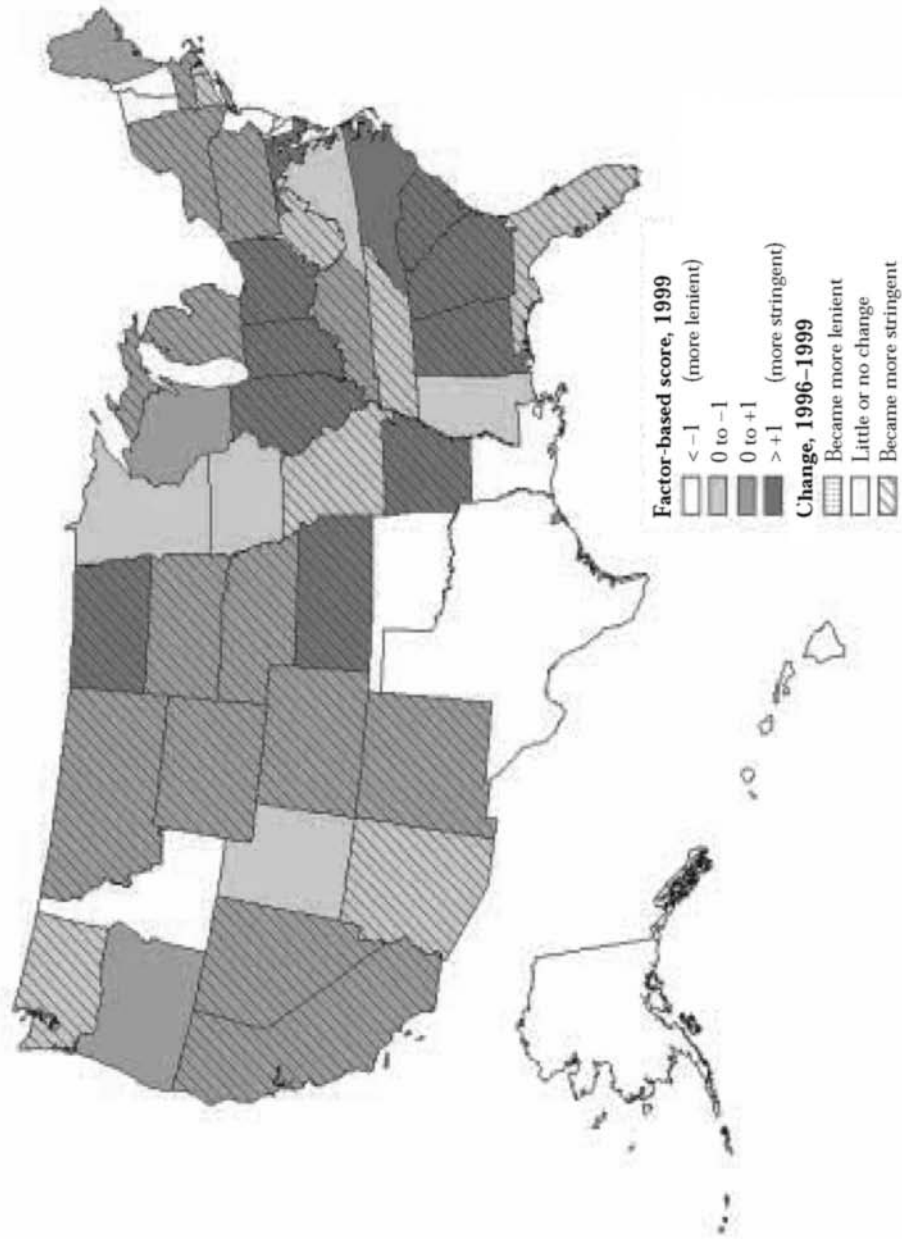 Factor-based score, 1999
< −1 (more lenient)
0 to −1
0 to +1
> +1 (more stringent)
Change, 1996–1999
Became more lenient
Little or no change
Became more stringent